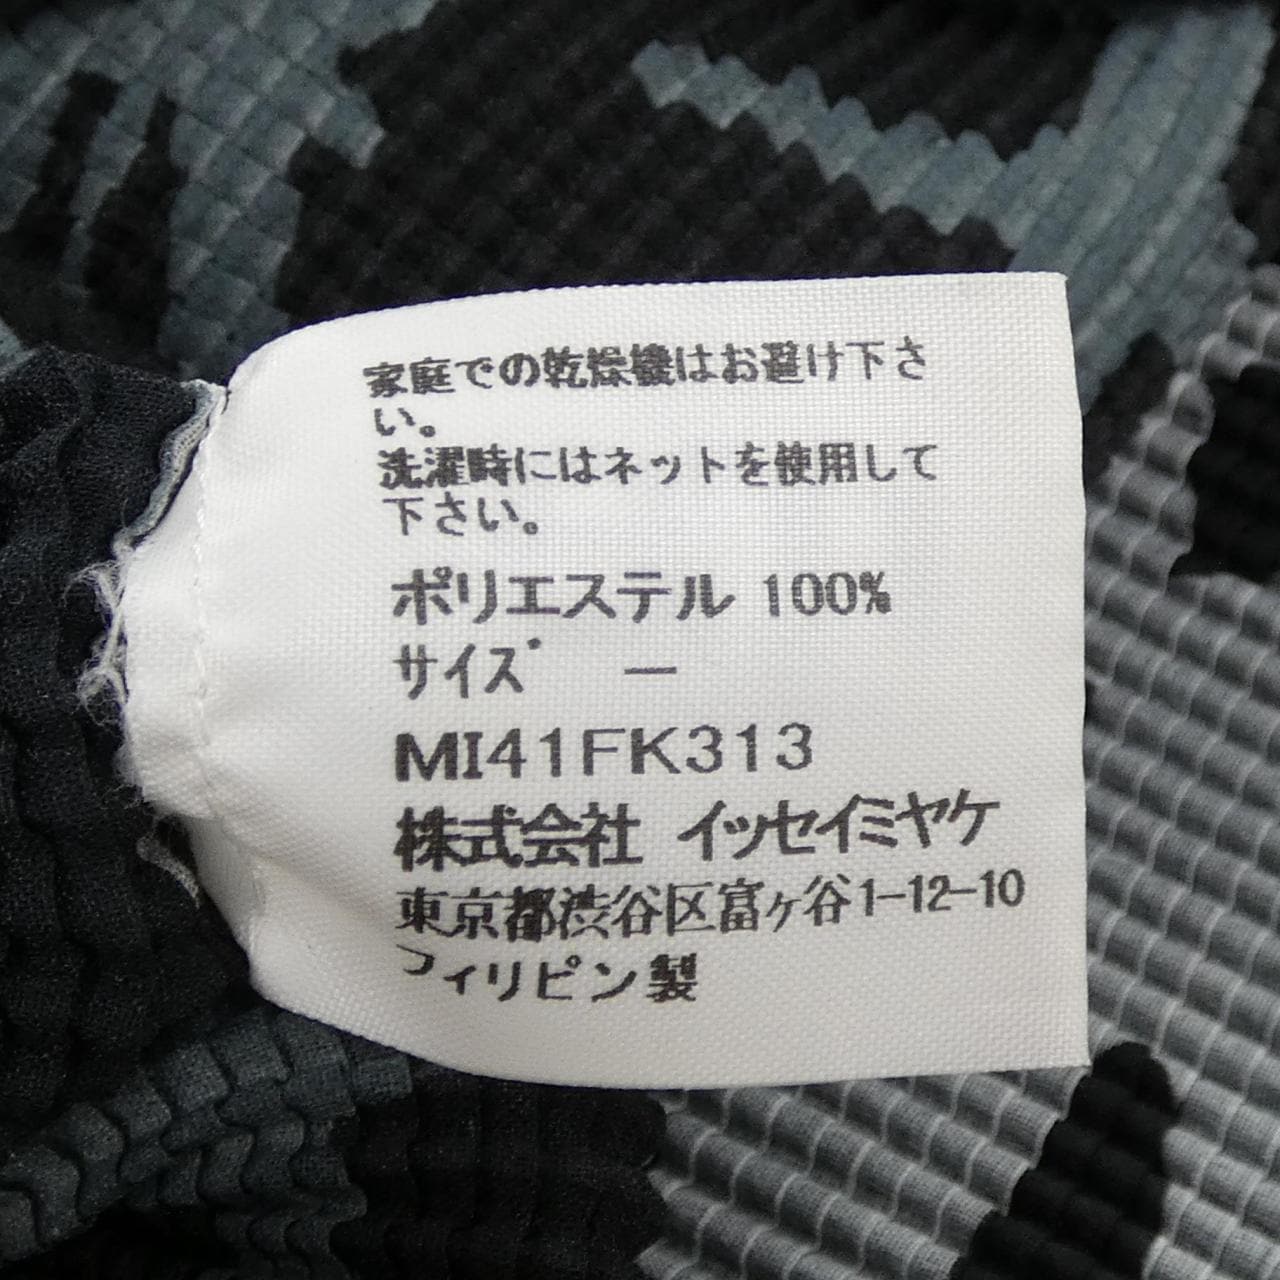 家庭での乾燥機はお避け下さ
い。
洗濯時にはネットを使用して
下さい。
ポリエステル 100%
サイズ ー
MI41FK313
株式会社 イッセイミヤケ
東京都渋谷区富ヶ谷1-12-10
フィリピン製